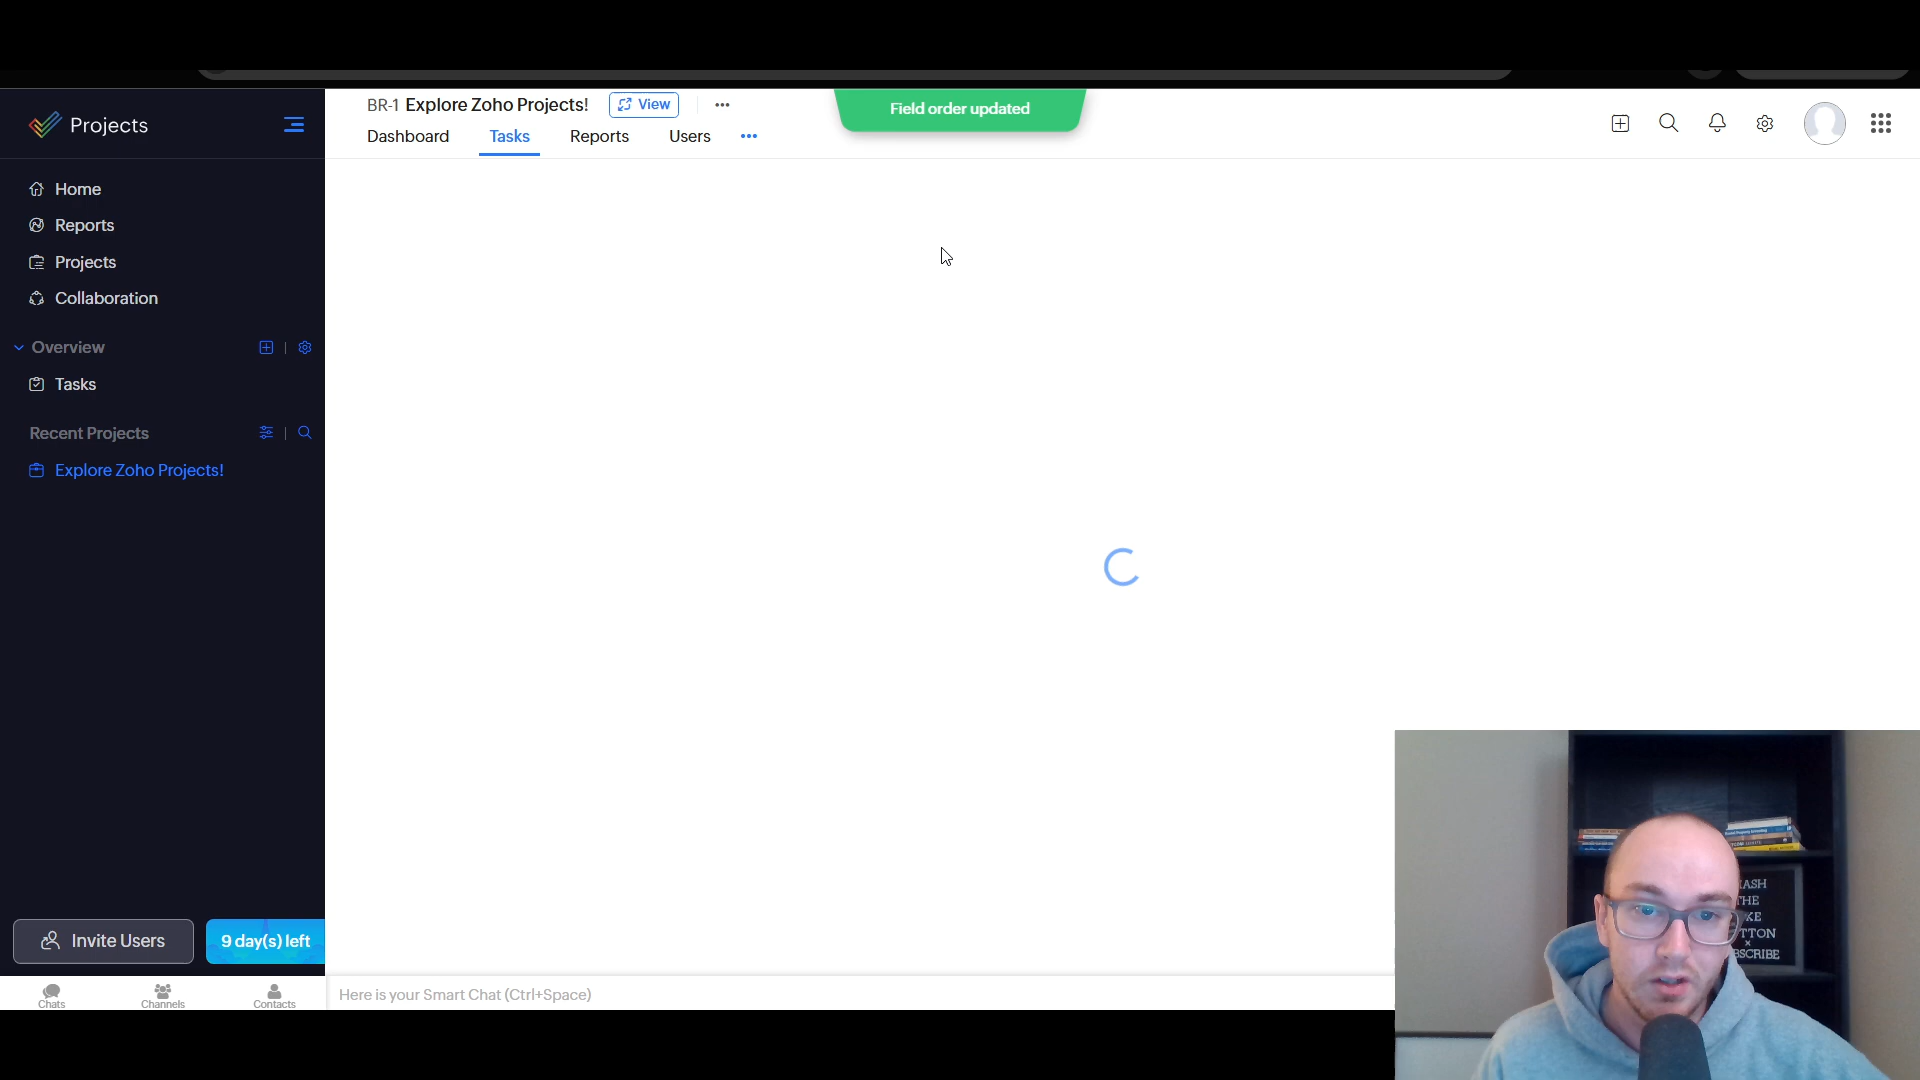 Projects
Home
Reports
Projects
Collaboration
Overview
Tasks
Recent Projects
Explore Zoho Projects!
Invite Users
9 day(s) left
Chats
Channels
Contacts
BR-1 Explore Zoho Projects!
View
Dashboard
Tasks
Reports
Users
Field order updated
Here is your Smart Chat (Ctrl+Space)